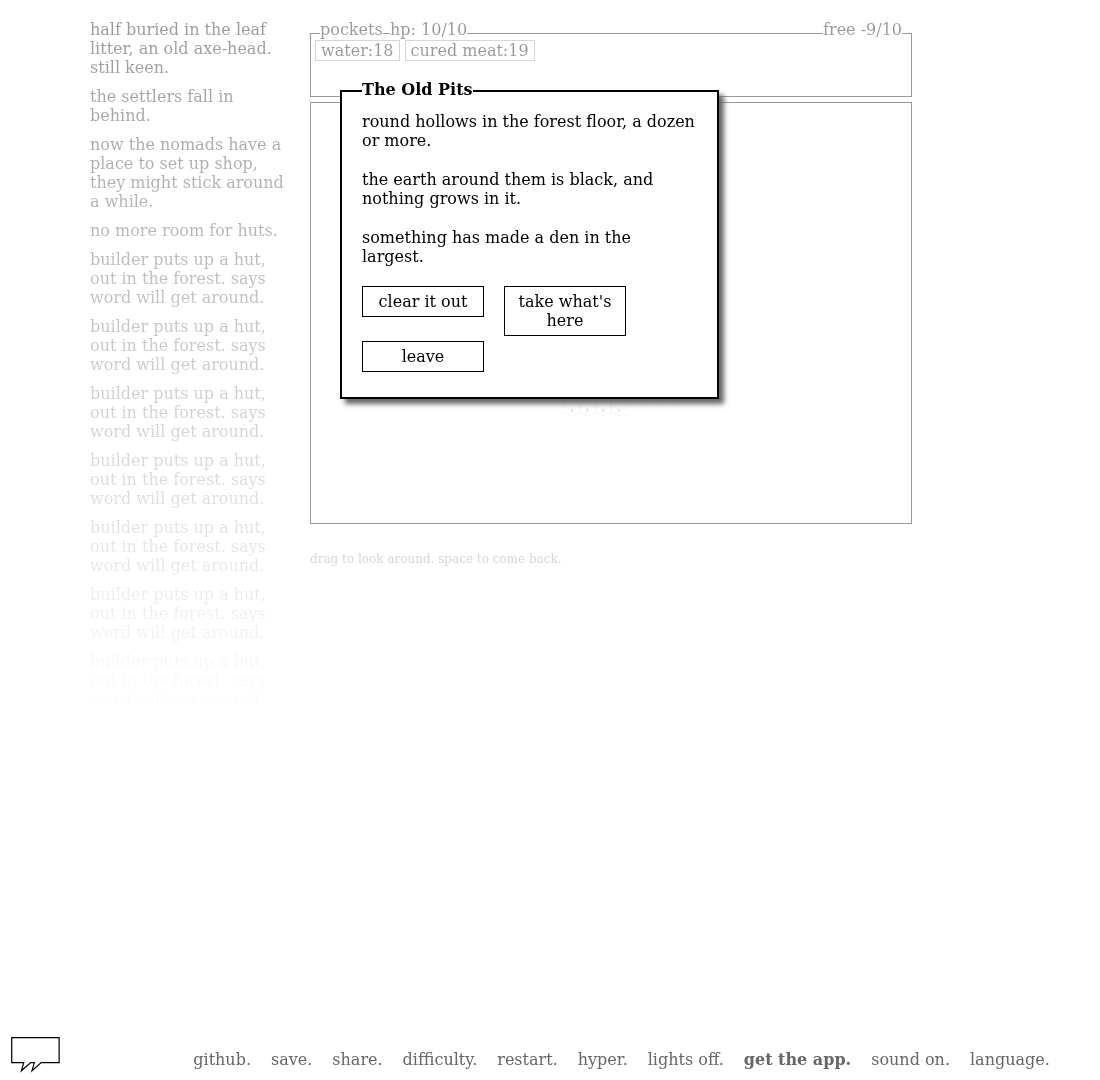 half buried in the leaf
litter, an old axe-head.
still keen.
the settlers fall in
behind.
now the nomads have a
place to set up shop,
they might stick around
a while.
no more room for huts.
builder puts up a hut,
out in the forest. says
word will get around.
builder puts up a hut,
out in the forest. says
word will get around.
builder puts up a hut,
out in the forest. says
word will get around.
builder puts up a hut,
out in the forest. says
word will get around.
builder puts up a hut,
out in the forest. says
word will get around.
builder puts up a hut,
out in the forest. says
word will get around.
builder puts up a hut,
out in the forest. says
word will get around.
pockets hp: 10/10 free -9/10
water:18 cured meat:19
The Old Pits
round hollows in the forest floor, a dozen
or more.
the earth around them is black, and
nothing grows in it.
something has made a den in the
largest.
clear it out
take what's
here
leave
drag to look around. space to come back.
github. save. share. difficulty. restart. hyper. lights off. get the app. sound on. language.